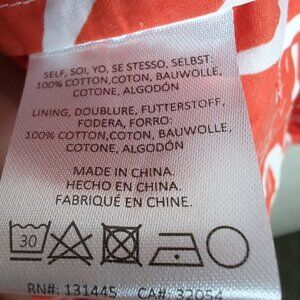 SELF, SOI, YO, SE STESSO, SELBST:
100% COTTON,COTON, BAUWOLLE,
COTONE, ALGODÓN
LINING, DOUBLURE, FUTTERSTOFF,
FODERA, FORRO:
100% COTTON,COTON, BAUWOLLE,
COTONE, ALGODÓN
MADE IN CHINA.
HECHO EN CHINA.
FABRIQUÉ EN CHINE.
30
RN#: 131445 CA#: